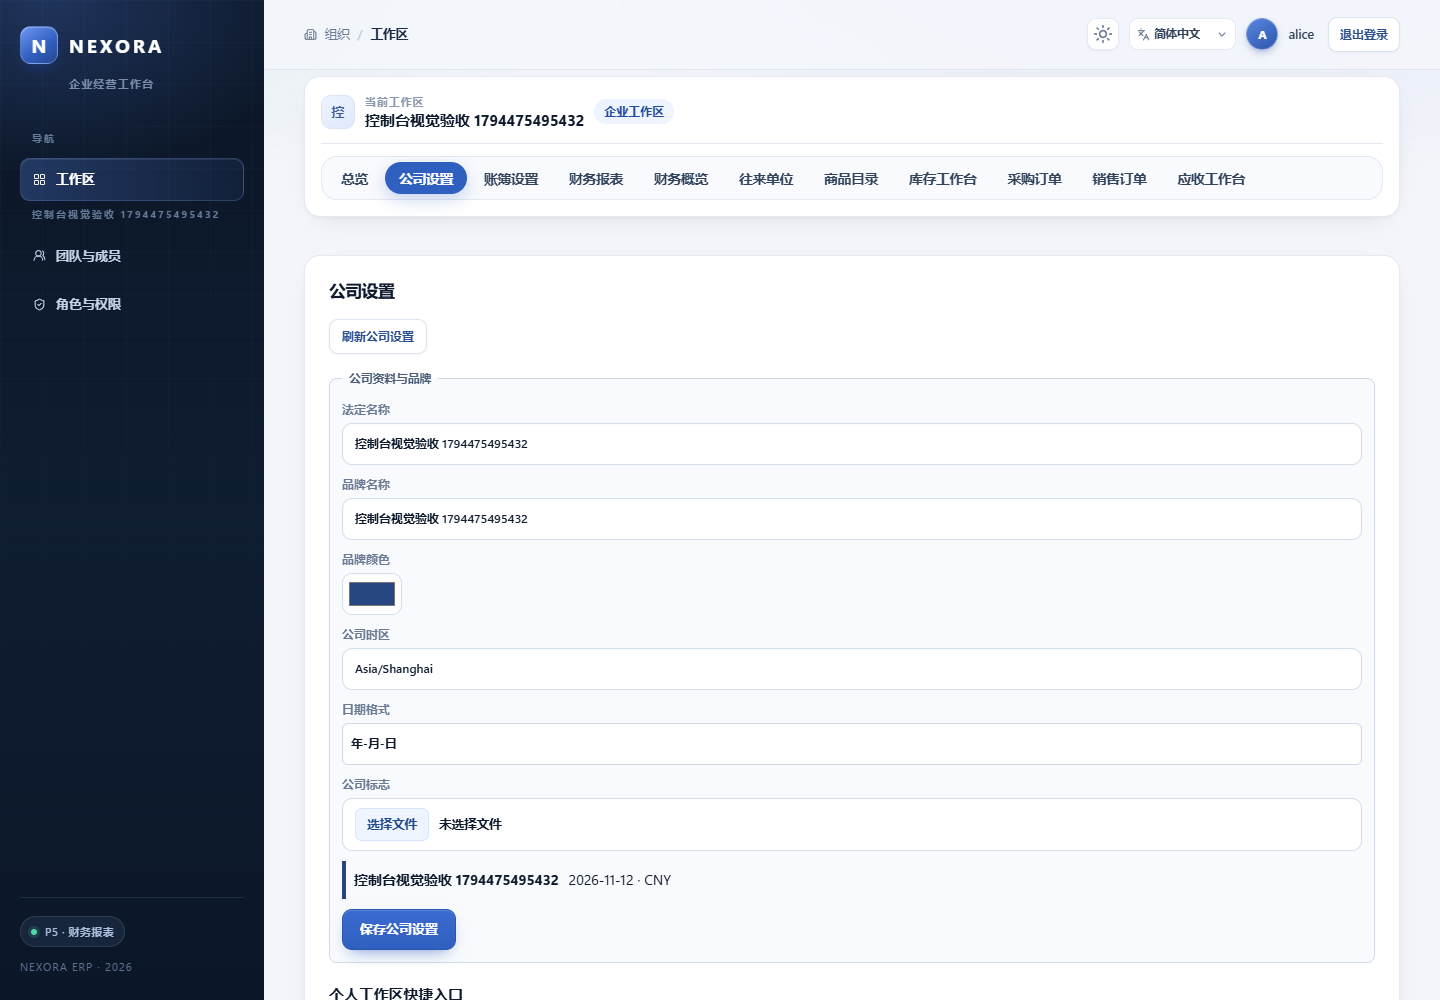 N NEXORA
企业经营工作台
导航
工作区
控制台视觉验收 1794475495432
团队与成员
角色与权限
P5 · 财务报表
NEXORA ERP · 2026
组织 / 工作区
简体中文
A alice
退出登录
控
当前工作区
控制台视觉验收 1794475495432
企业工作区
总览 公司设置 账簿设置 财务报表 财务概览 往来单位 商品目录 库存工作台 采购订单 销售订单 应收工作台
公司设置
刷新公司设置
公司资料与品牌
法定名称
控制台视觉验收 1794475495432
品牌名称
控制台视觉验收 1794475495432
品牌颜色
公司时区
Asia/Shanghai
日期格式
年-月-日
公司标志
选择文件 未选择文件
控制台视觉验收 1794475495432 2026-11-12 · CNY
保存公司设置
个人工作区快捷入口